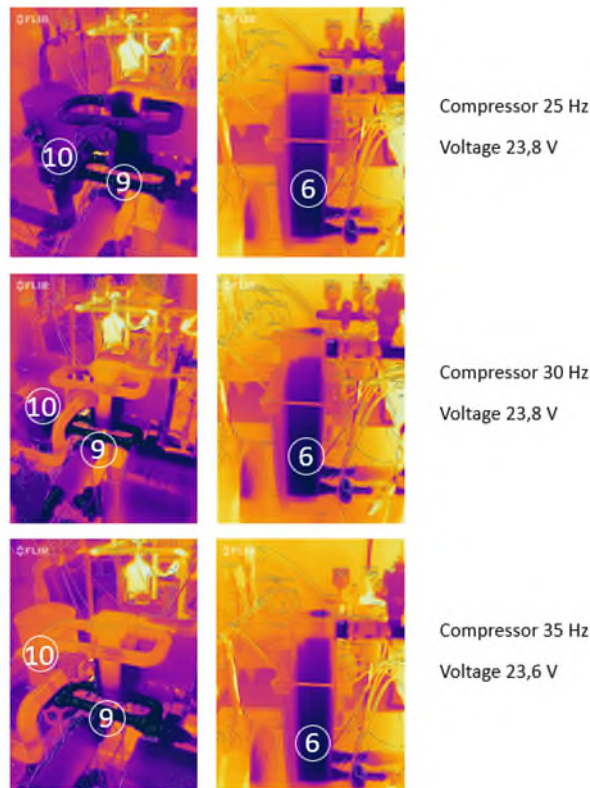 FLIR
FLIR
Compressor 25 Hz
Voltage 23,8 V
10
9
6
FLIR
FLIR
Compressor 30 Hz
Voltage 23,8 V
10
9
6
FLIR
FLIR
Compressor 35 Hz
Voltage 23,6 V
10
9
6